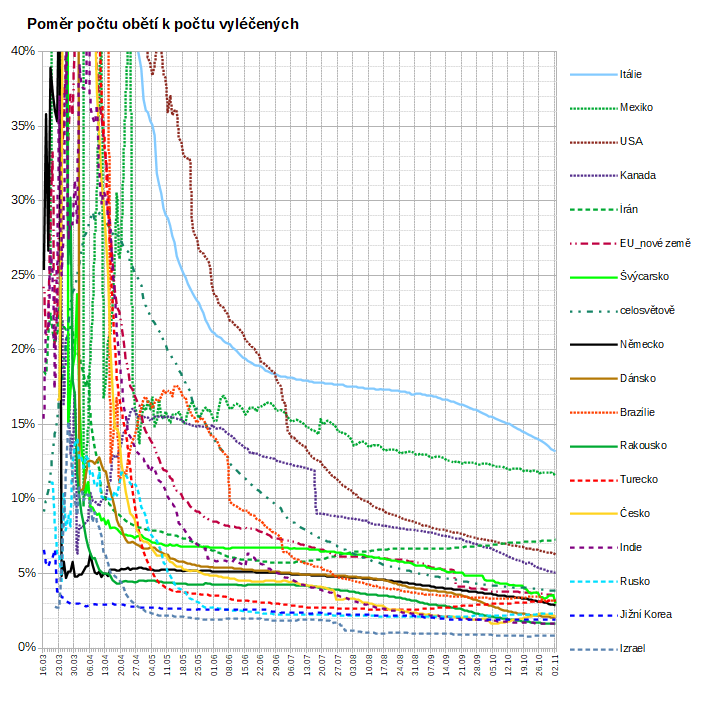 Poměr počtu obětí k počtu vyléčených
40%
35%
30%
25%
20%
15%
10%
5%
0%
16.03
23.03
30.03
06.04
13.04
20.04
27.04
04.05
11.05
18.05
25.05
01.06
08.06
15.06
22.06
29.06
06.07
13.07
20.07
27.07
03.08
10.08
17.08
24.08
31.08
07.09
14.09
21.09
28.09
05.10
12.10
19.10
26.10
02.11
Itálie
Mexiko
USA
Kanada
Írán
EU_nové země
Švýcarsko
celosvětově
Německo
Dánsko
Brazílie
Rakousko
Turecko
Česko
Indie
Rusko
Jižní Korea
Izrael